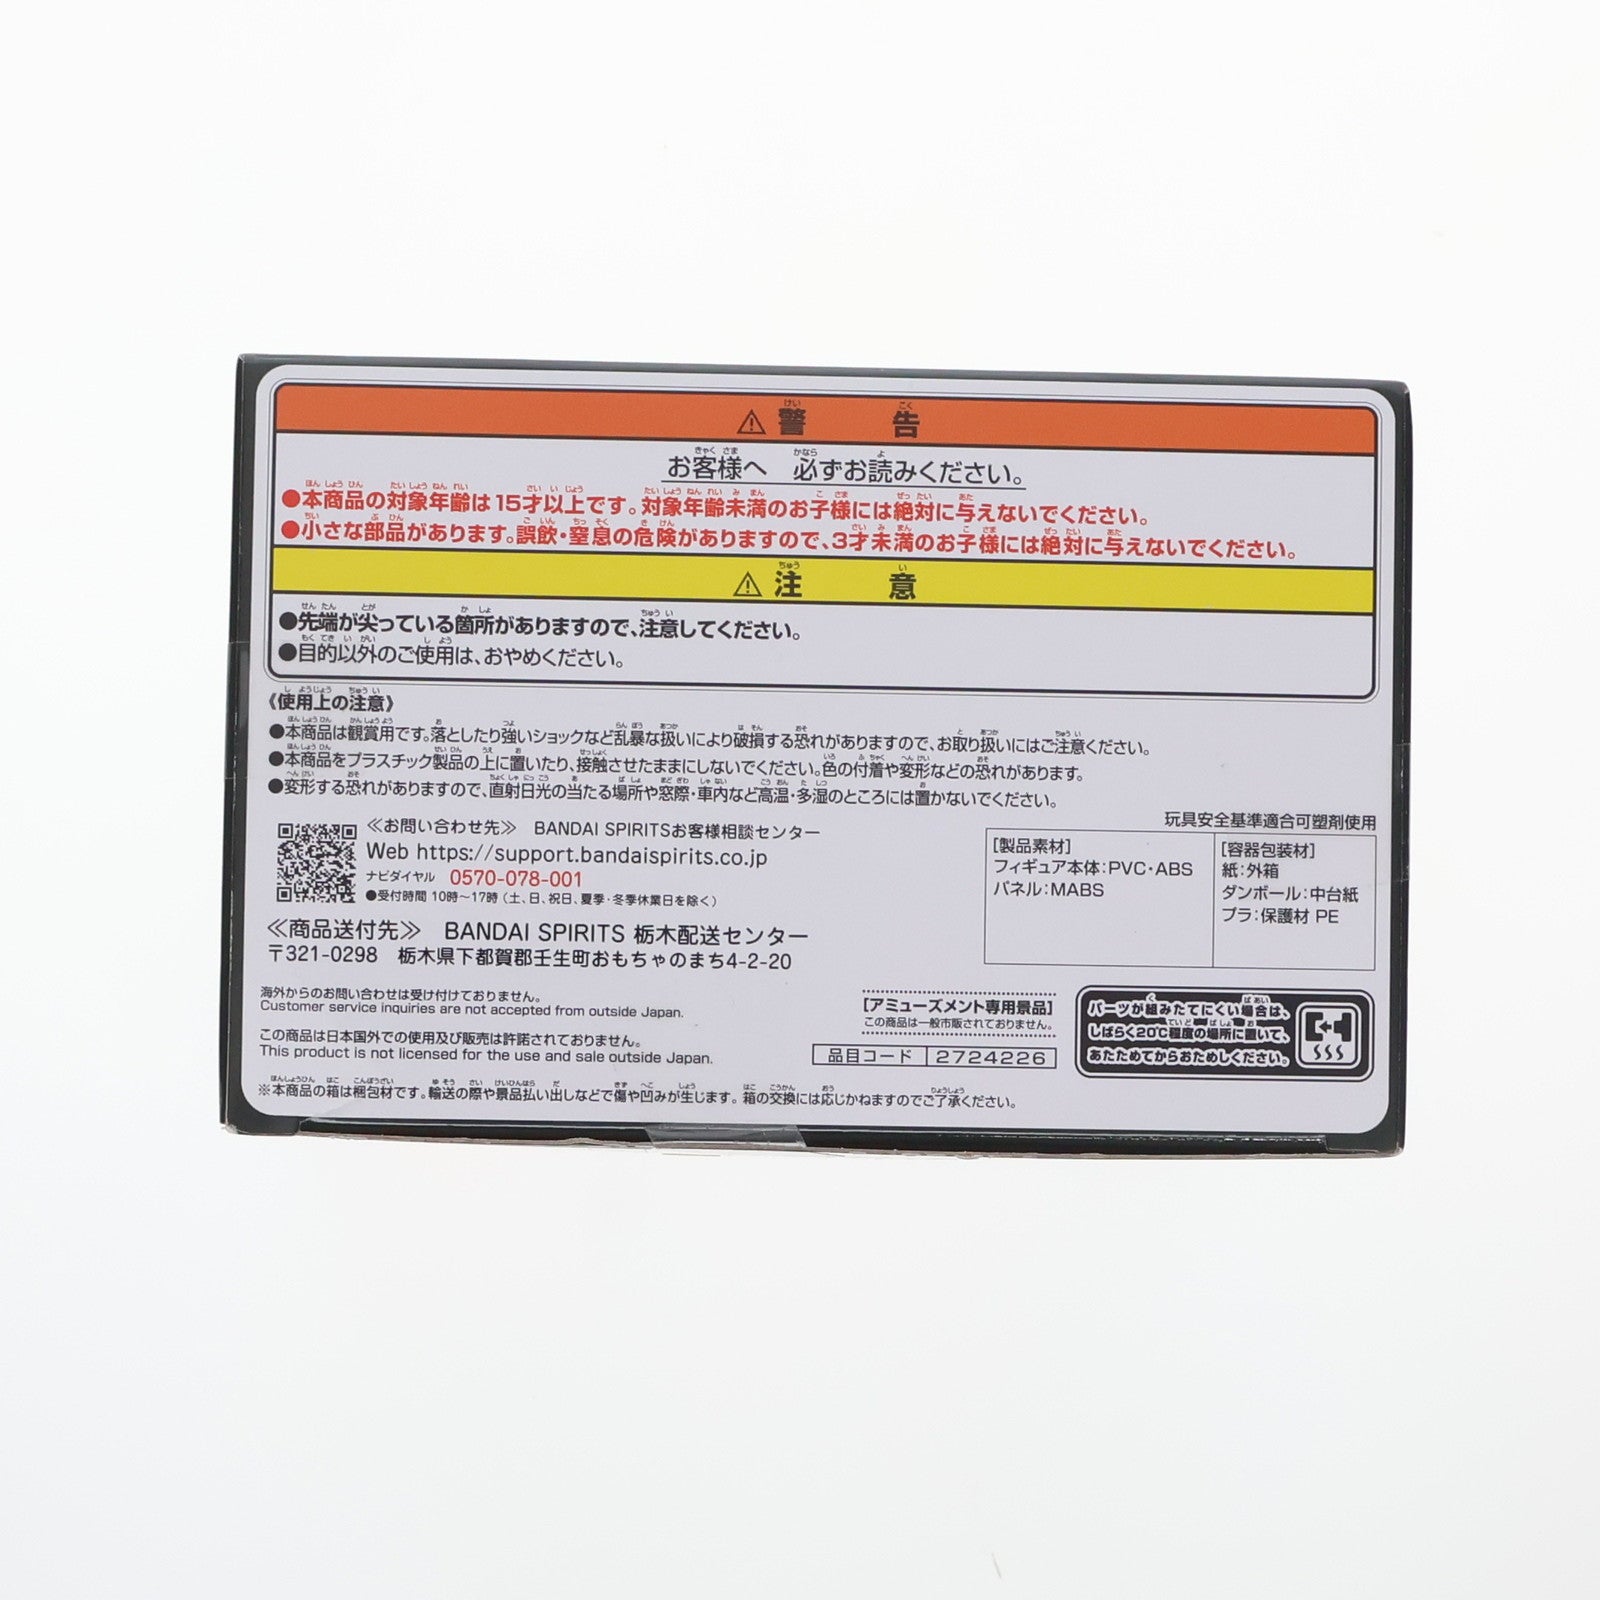 ⚠警告
お客様へ 必ずお読みください。
●本商品の対象年齢は15才以上です。対象年齢未満のお子様には絶対に与えないでください。
●小さな部品があります。誤飲・窒息の危険がありますので、3才未満のお子様には絶対に与えないでください。
⚠注意
●先端が尖っている箇所がありますので、注意してください。
●目的以外のご使用は、おやめください。
《使用上の注意》
●本商品は観賞用です。落としたり強いショックなど乱暴な扱いにより破損する恐れがありますので、お取り扱いにはご注意ください。
●本商品をプラスチック製品の上に置いたり、接触させたままにしないでください。色の付着や変形などの恐れがあります。
●変形する恐れがありますので、直射日光の当たる場所や窓際・車内など高温・多湿のところには置かないでください。
玩具安全基準適合可塑剤使用
≪お問い合わせ先≫ BANDAI SPIRITSお客様相談センター
Web https://support.bandaispirits.co.jp
ナビダイヤル 0570-078-001
●受付時間 10時～17時(土、日、祝日、夏季・冬季休業日を除く)
≪商品送付先≫ BANDAI SPIRITS 栃木配送センター
〒321-0298 栃木県下都賀郡壬生町おもちゃのまち4-2-20
[製品素材]
フィギュア本体:PVC・ABS
パネル:MABS
[容器包装材]
紙:外箱
ダンボール:中台紙
プラ:保護材 PE
海外からのお問い合わせは受け付けておりません。
Customer service inquiries are not accepted from outside Japan.
この商品は日本国外での使用及び販売は許諾されておりません。
This product is not licensed for the use and sale outside Japan.
[アミューズメント専用景品]
この商品は一般市販されておりません。
品目コード 2724226
パーツが組みたてにくい場合は、
しばらく20℃程度の場所に置いて、
あたためてからおためしください。
※本商品の箱は梱包材です。輸送の際や景品払い出しなどで傷や凹みが生じます。箱の交換には応じかねますのでご了承ください。